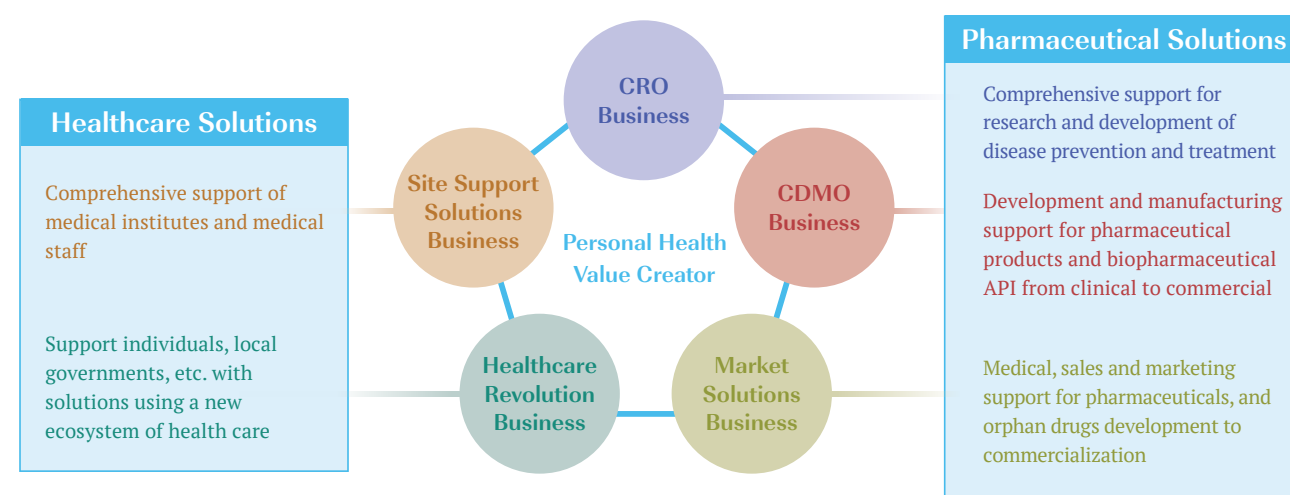 Healthcare Solutions
Comprehensive support of
medical institutes and medical
staff
Support individuals, local
governments, etc. with
solutions using a new
ecosystem of health care
CRO
Business
Site Support
Solutions
Business
CDMO
Business
Personal Health
Value Creator
Healthcare
Revolution
Business
Market
Solutions
Business
Pharmaceutical Solutions
Comprehensive support for
research and development of
disease prevention and treatment
Development and manufacturing
support for pharmaceutical
products and biopharmaceutical
API from clinical to commercial
Medical, sales and marketing
support for pharmaceuticals, and
orphan drugs development to
commercialization